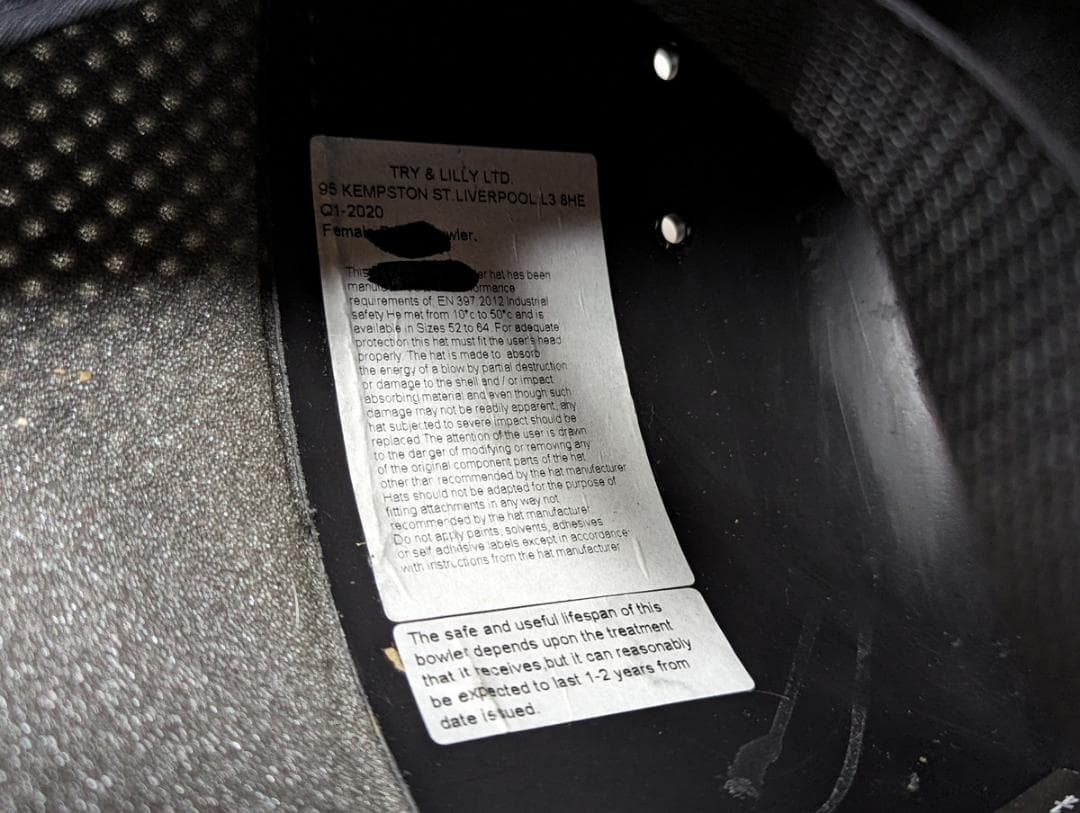 TRY & LILLY LTD.
95 KEMPSTON ST.LIVERPOOL L3 8HE
Q1-2020
Female
This hat has been
requirements of EN 397 2012 Industrial
safety Helmet from 10°c to 50°c and is
available in Sizes 52 to 64. For adequate
protection this hat must fit the user's head
properly. The hat is made to absorb
the energy of a blow by partial destruction
or damage to the shell and / or impact
absorbing material and even though such
damage may not be readily apparent, any
hat subjected to severe impact should be
replaced The attention of the user is drawn
to the danger of modifying or removing any
of the original component parts of the hat
other than recommended by the hat manufacturer
Hats should not be adapted for the purpose of
fitting attachments in any way not
recommended by the hat manufacturer
Do not apply paints, solvents, adhesives
or self adhesive labels except in accordance
with instructions from the hat manufacturer
The safe and useful lifespan of this
bowler depends upon the treatment
that it receives,but it can reasonably
be expected to last 1-2 years from
date issued.